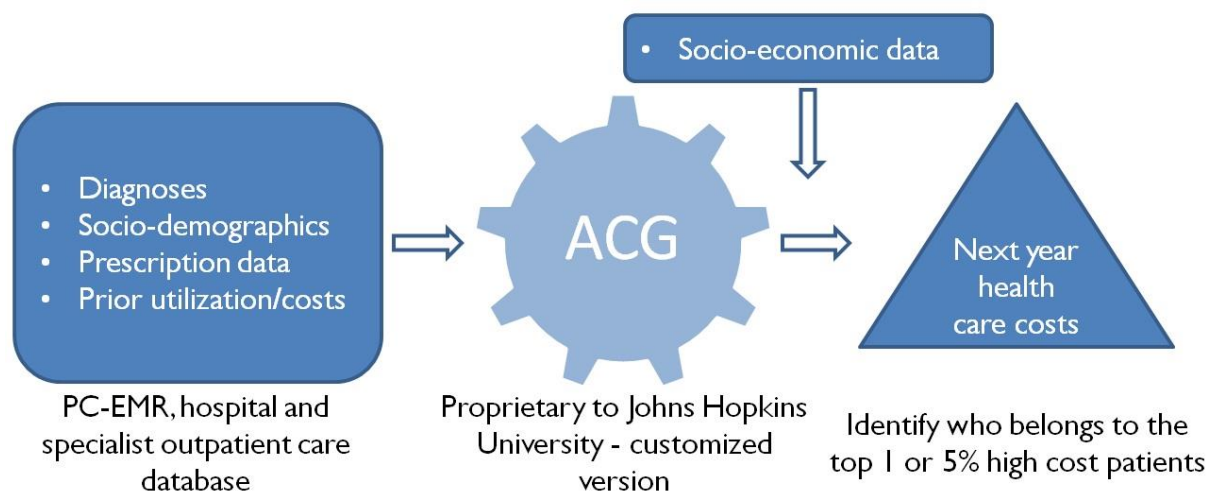 • Socio-economic data
• Diagnoses
• Socio-demographics
• Prescription data
• Prior utilization/costs
ACG
Next year
health
care costs
PC-EMR, hospital and
specialist outpatient care
database
Proprietary to Johns Hopkins
University - customized
version
Identify who belongs to the
top 1 or 5% high cost patients